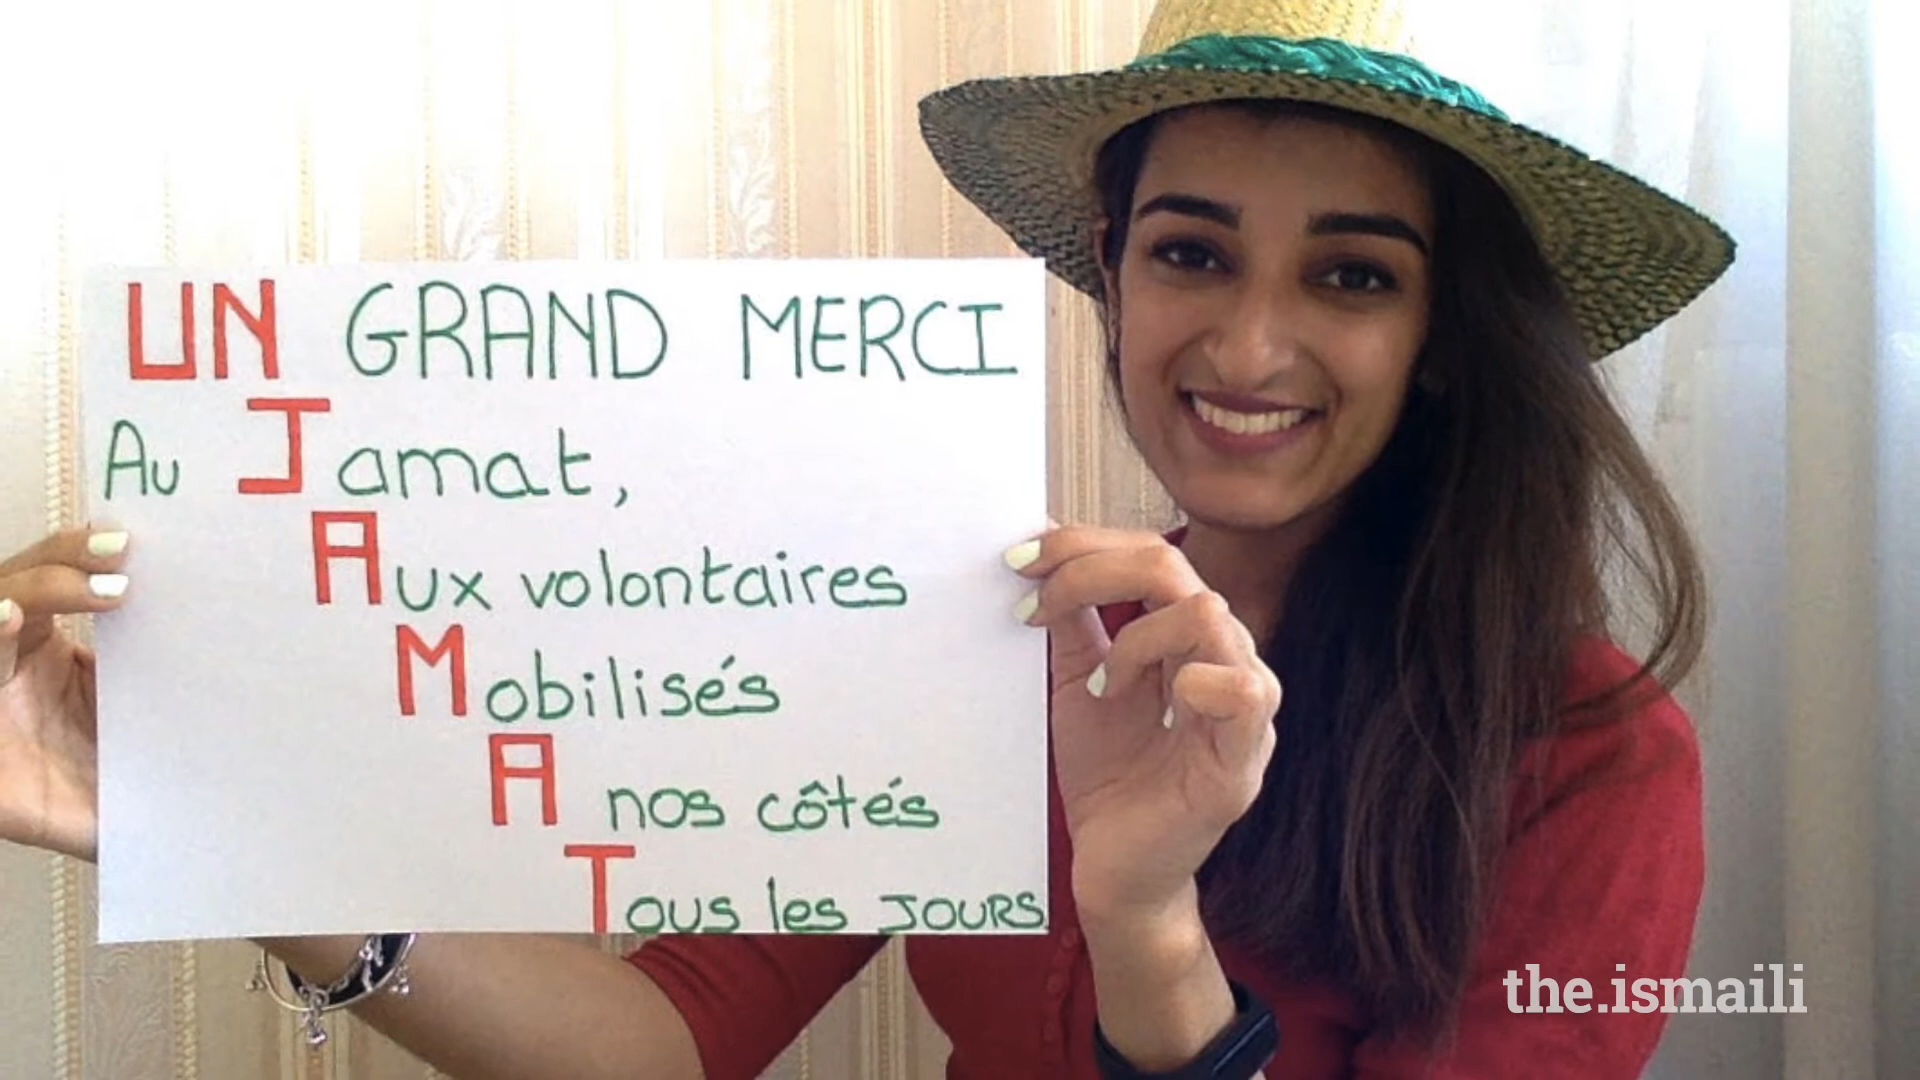 UN GRAND MERCI
Au Jamat,
Aux volontaires
Mobilisés
A nos côtés
Tous les JOURS
the.ismaili